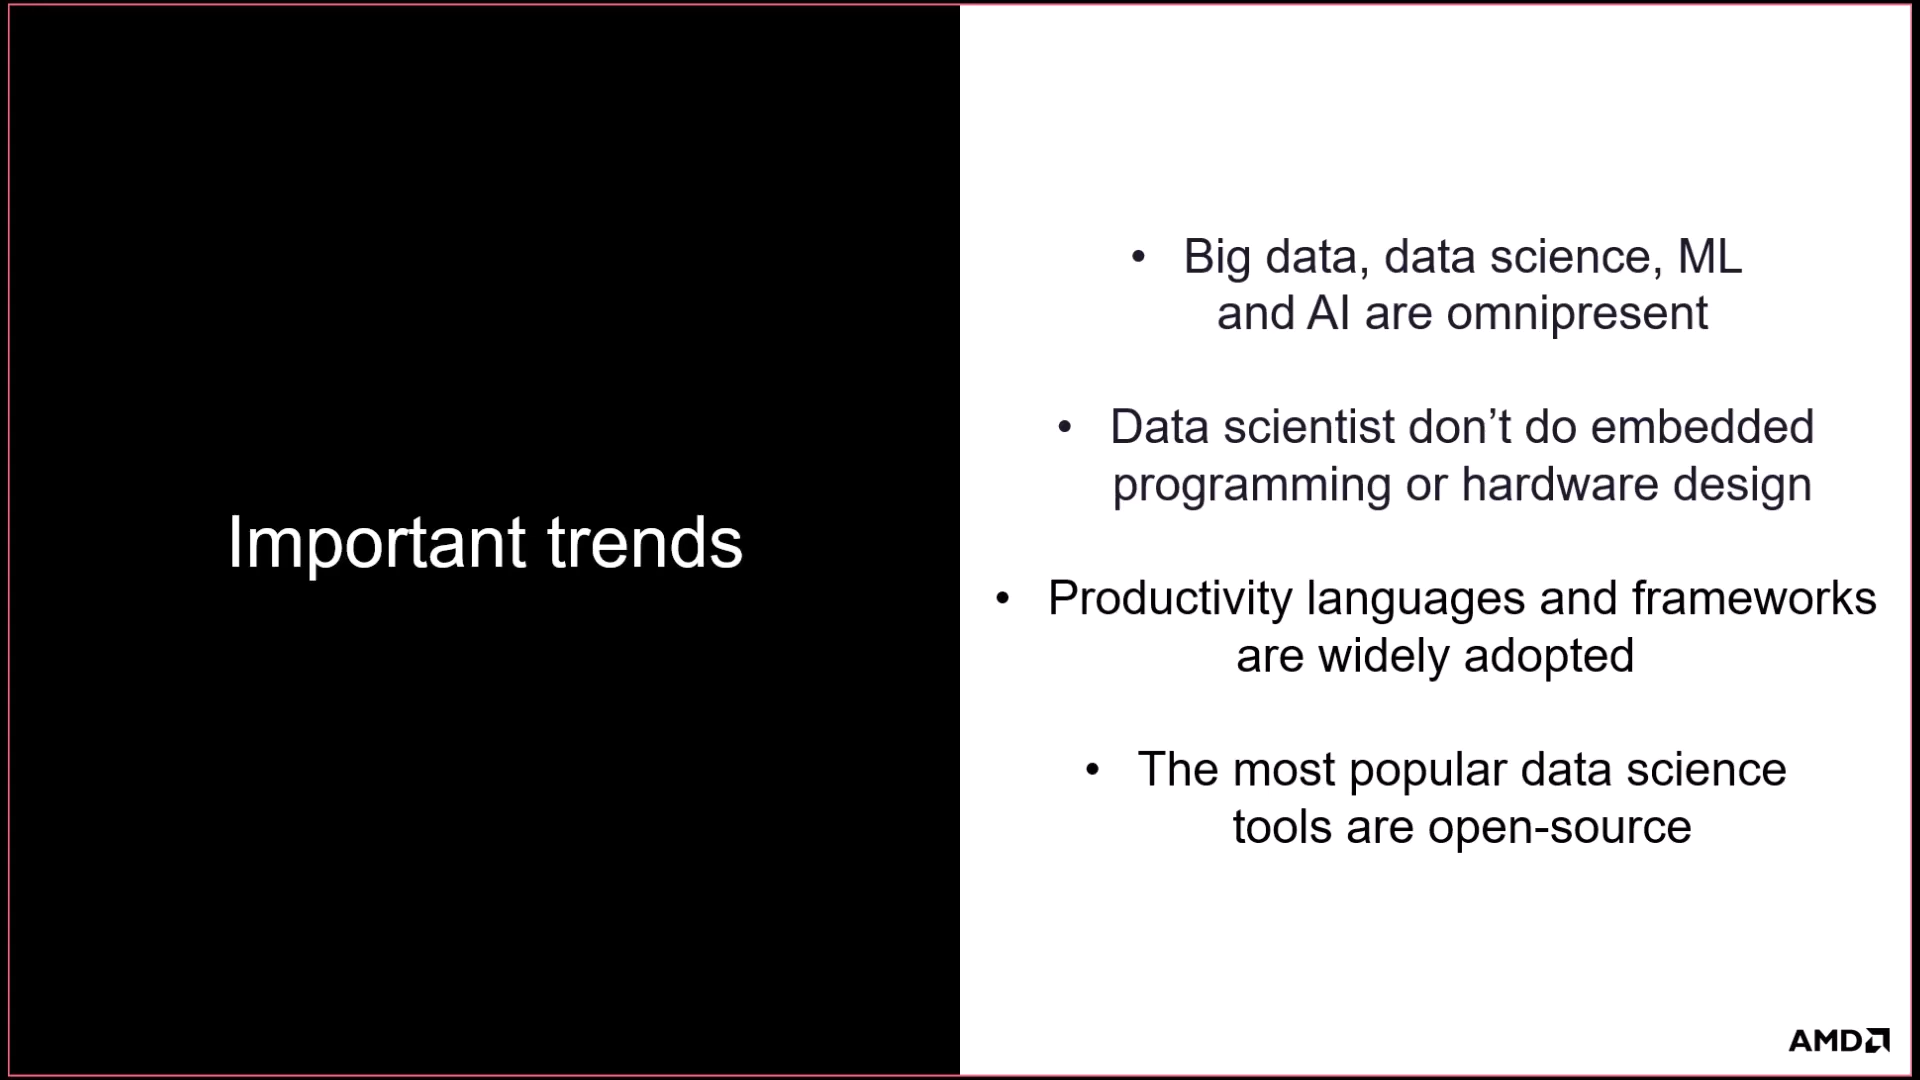 Important trends
• Big data, data science, ML
and AI are omnipresent
• Data scientist don’t do embedded
programming or hardware design
• Productivity languages and frameworks
are widely adopted
• The most popular data science
tools are open-source
AMD